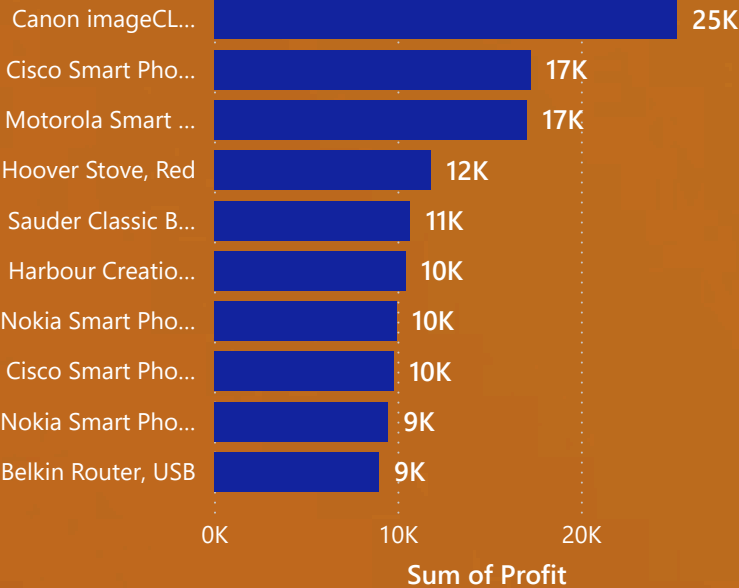 Canon imageCL... 25K
Cisco Smart Pho... 17K
Motorola Smart ... 17K
Hoover Stove, Red 12K
Sauder Classic B... 11K
Harbour Creatio... 10K
Nokia Smart Pho... 10K
Cisco Smart Pho... 10K
Nokia Smart Pho... 9K
Belkin Router, USB 9K
0K 10K 20K
Sum of Profit